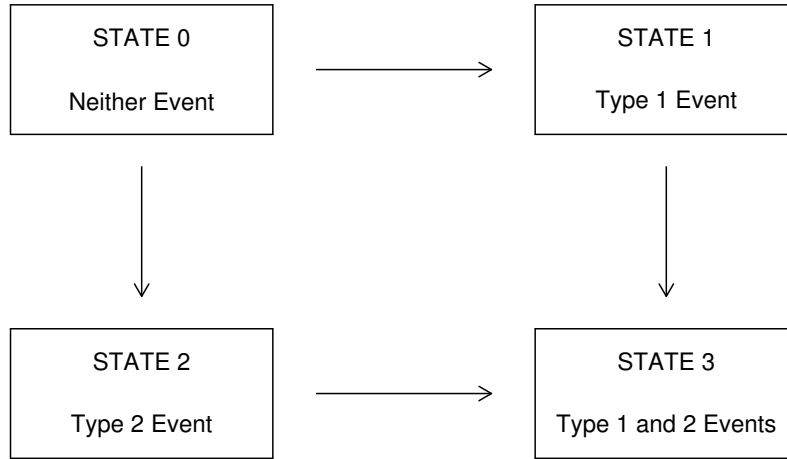 STATE 0
Neither Event
STATE 1
Type 1 Event
STATE 2
Type 2 Event
STATE 3
Type 1 and 2 Events